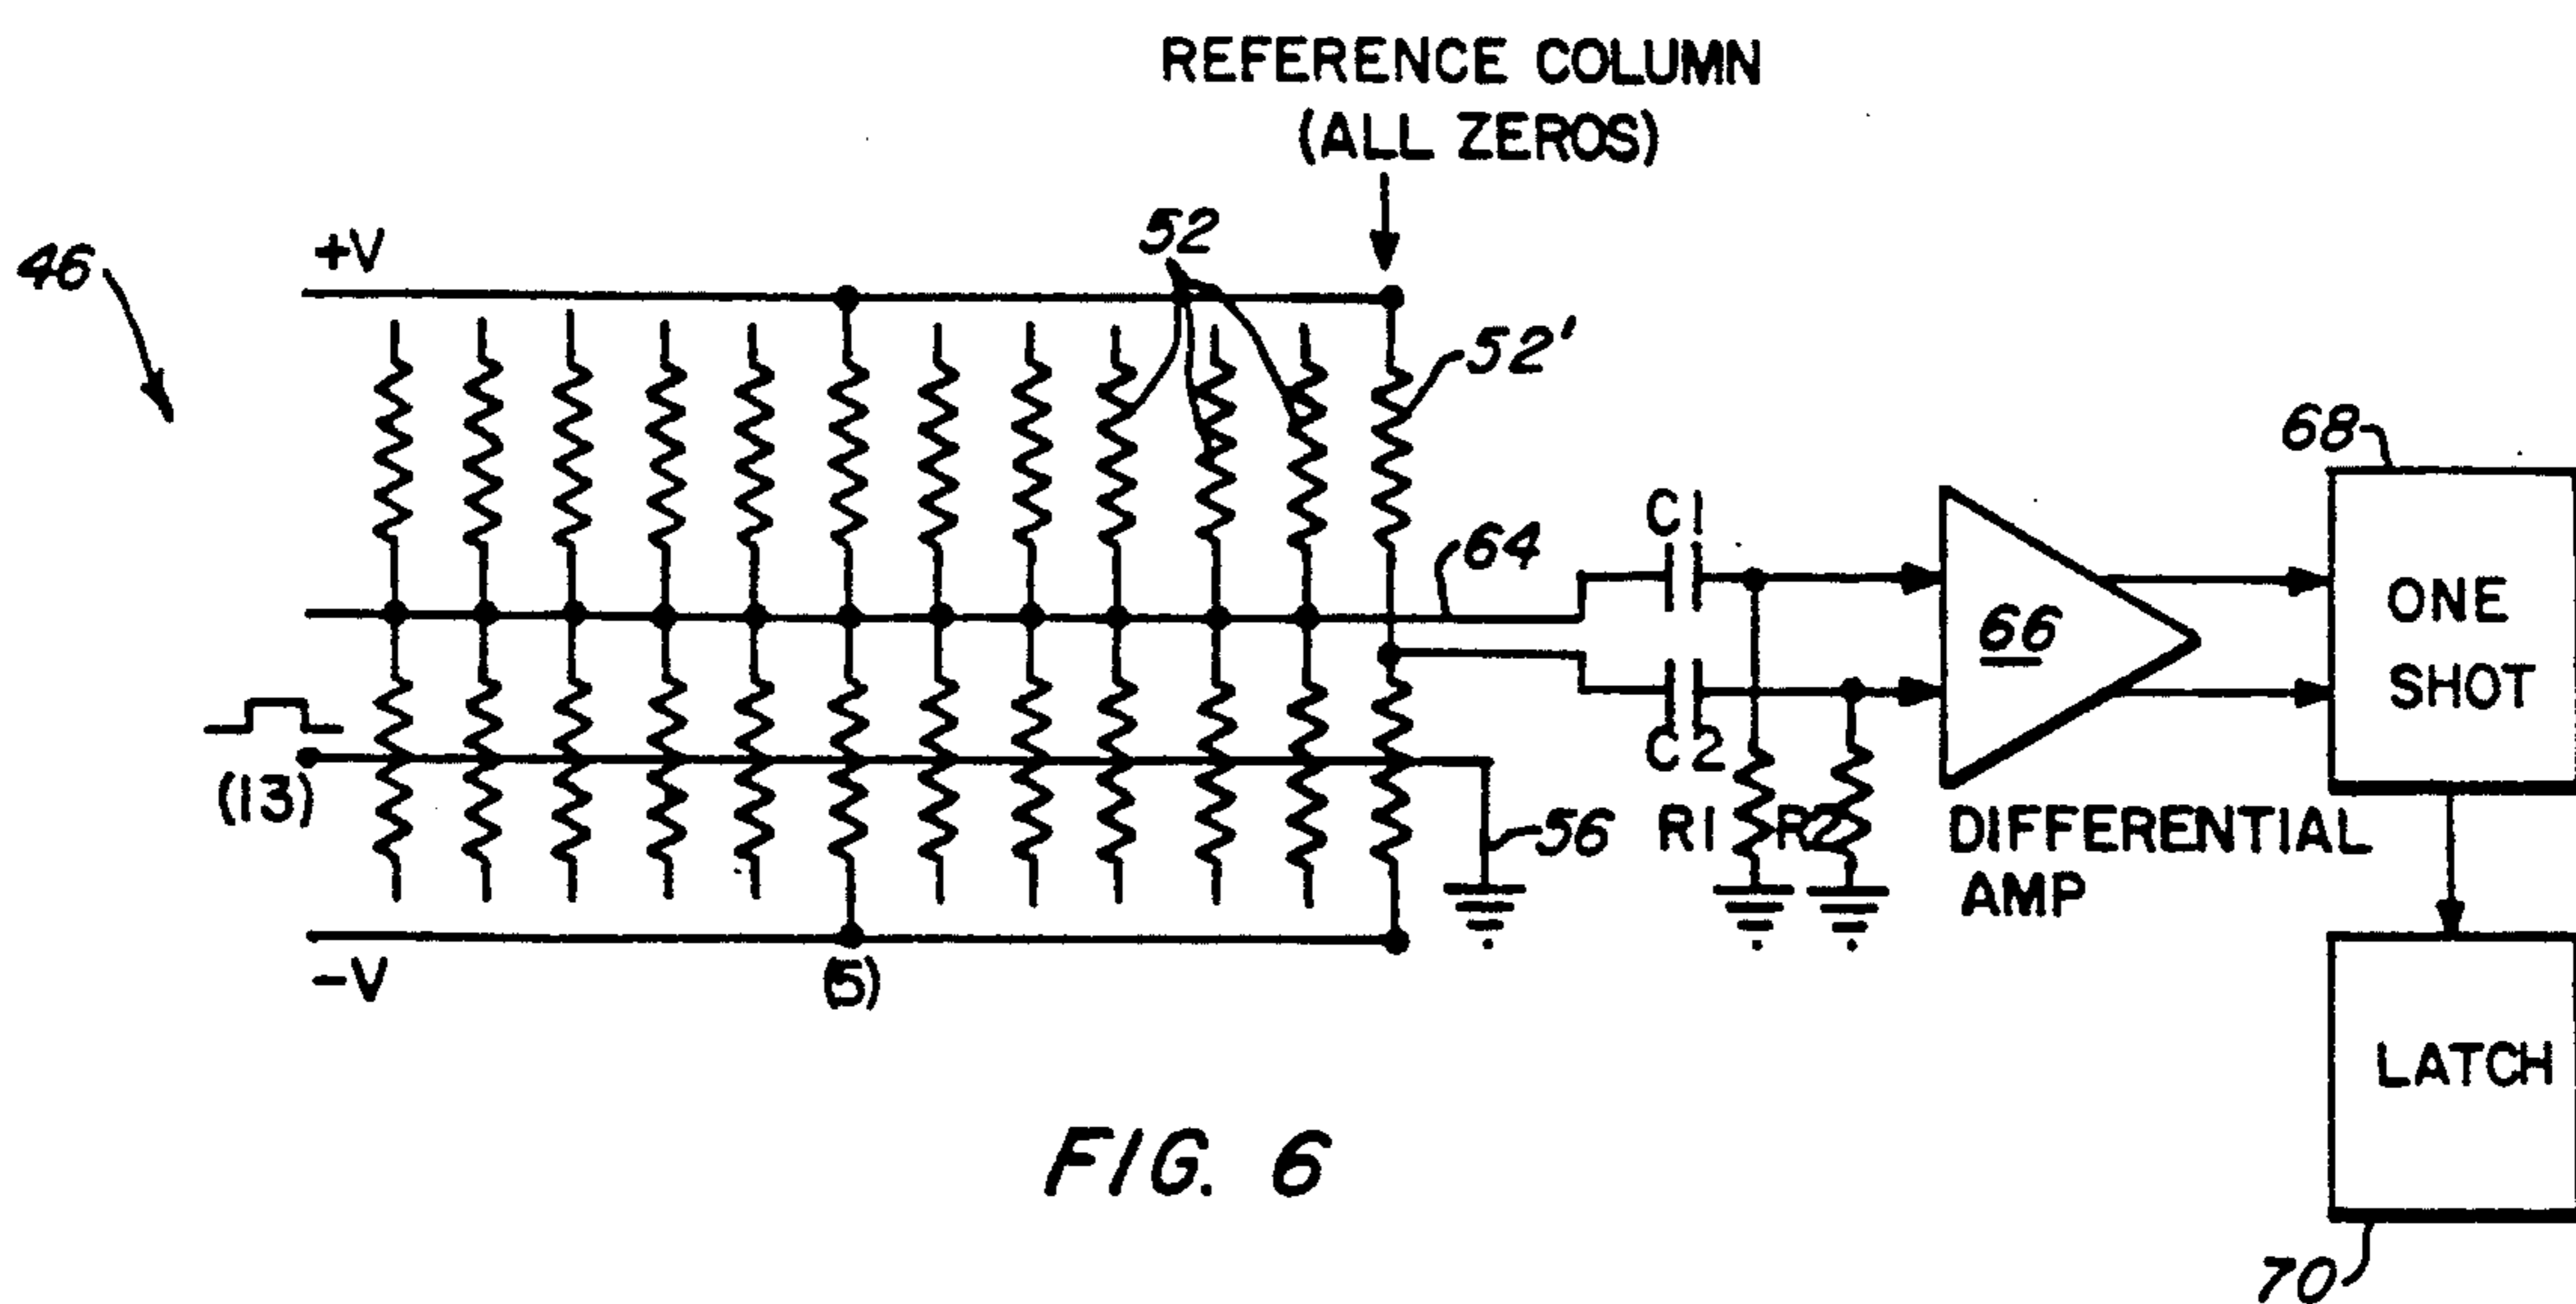 REFERENCE COLUMN
(ALL ZEROS)
46
+V
52
52'
64
C1
68
ONE
SHOT
66
(13)
C2
56
R1
R2
DIFFERENTIAL
AMP
-V
(5)
LATCH
70
FIG. 6